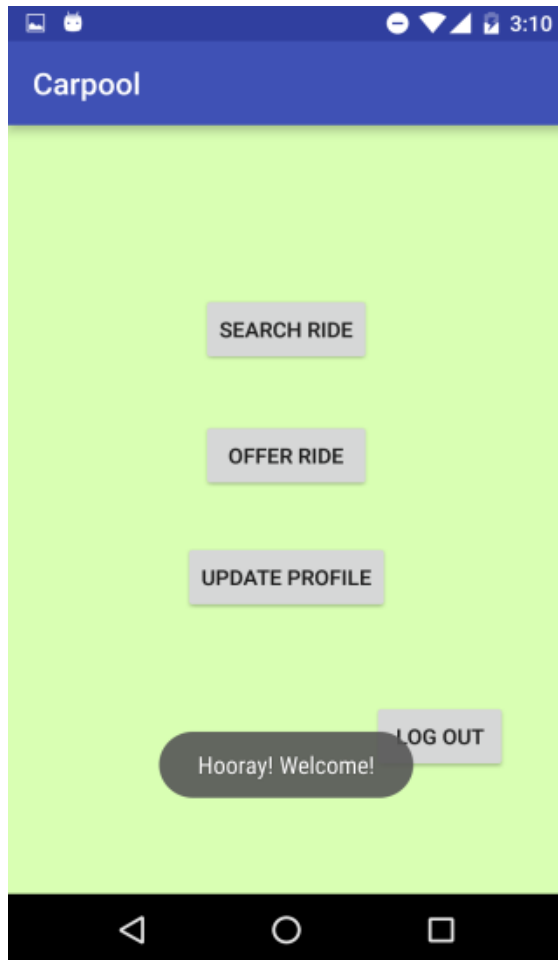 3:10
Carpool
SEARCH RIDE
OFFER RIDE
UPDATE PROFILE
LOG OUT
Hooray! Welcome!